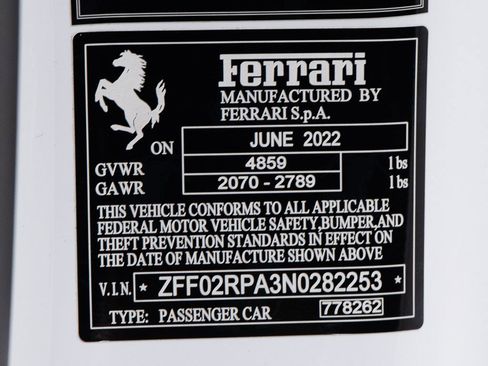 Ferrari
MANUFACTURED BY
FERRARI S.p.A.
ON JUNE 2022
GVWR 4859 lbs
GAWR 2070 - 2789 lbs
THIS VEHICLE CONFORMS TO ALL APPLICABLE
FEDERAL MOTOR VEHICLE SAFETY,BUMPER,AND
THEFT PREVENTION STANDARDS IN EFFECT ON
THE DATE OF MANUFACTURE SHOWN ABOVE
V.I.N. * ZFF02RPA3N0282253 *
TYPE: PASSENGER CAR 778262